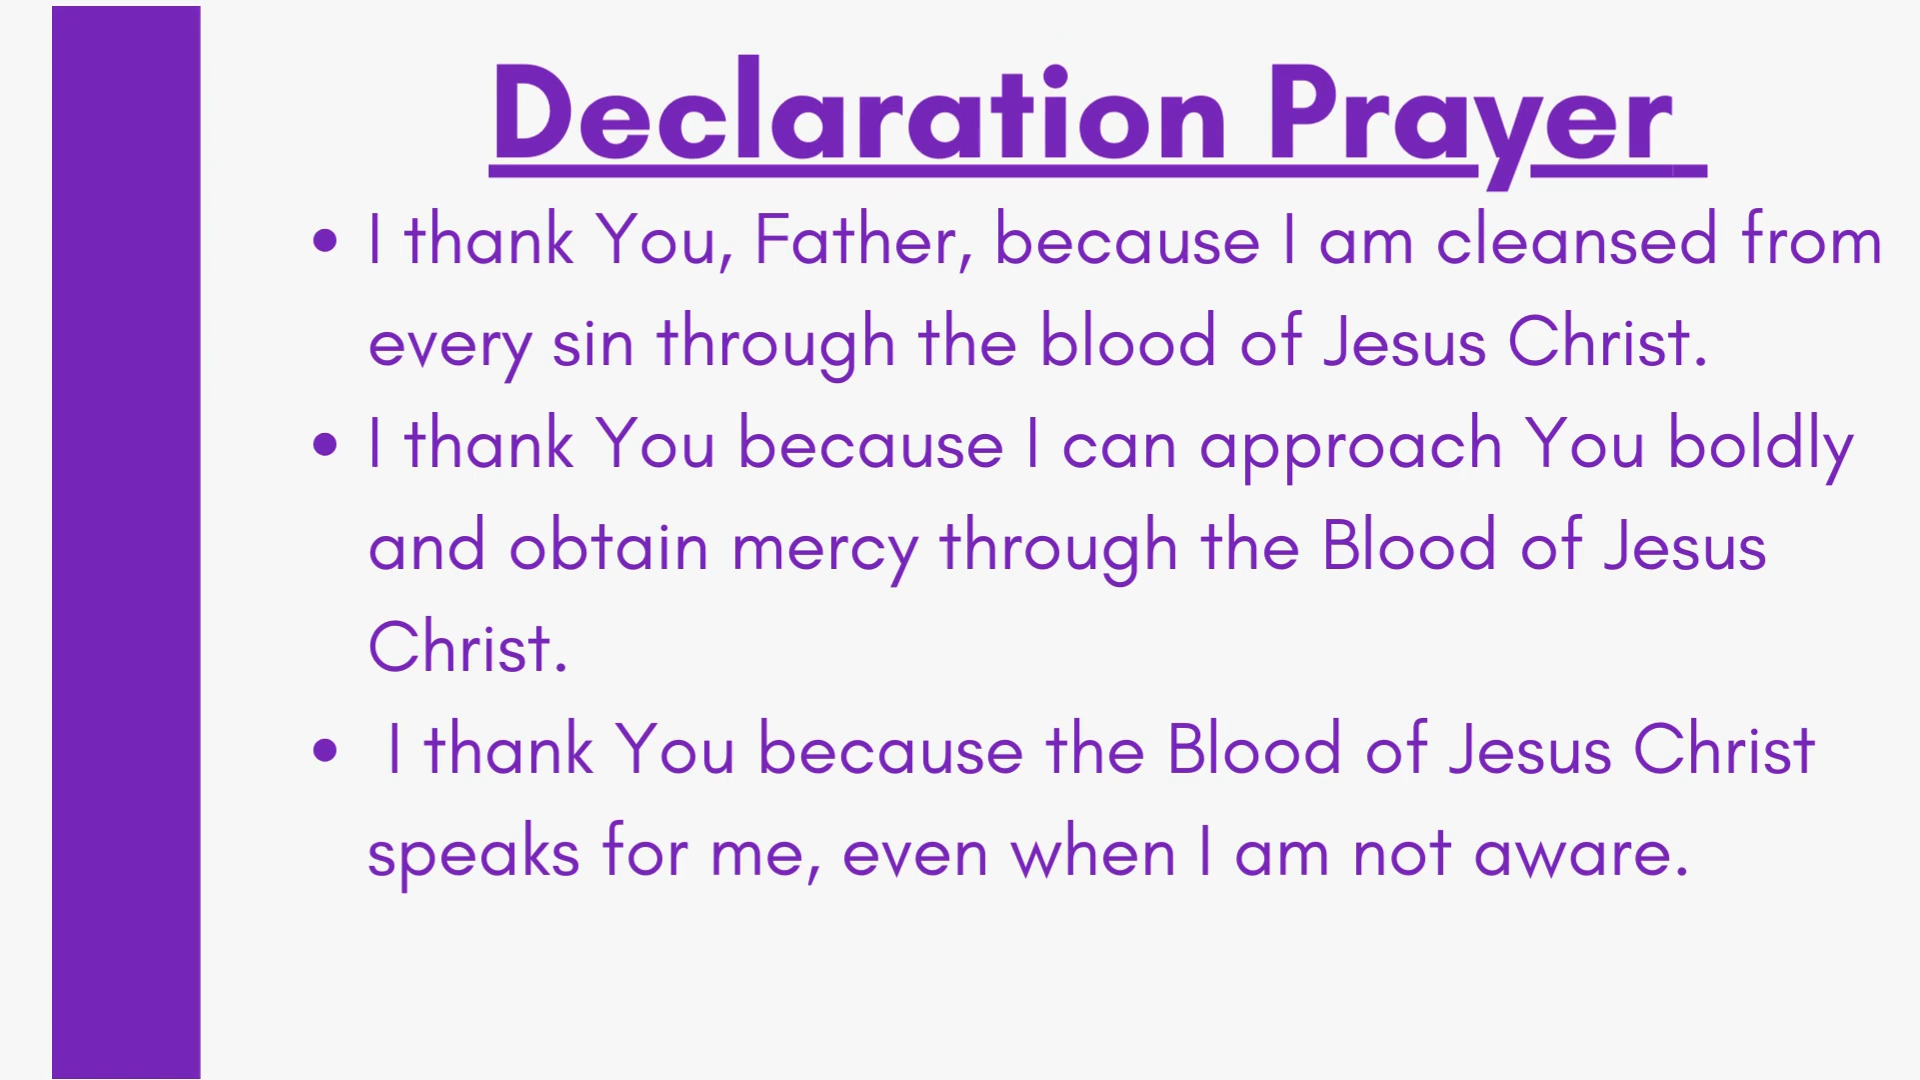 Declaration Prayer
• I thank You, Father, because I am cleansed from
every sin through the blood of Jesus Christ.
• I thank You because I can approach You boldly
and obtain mercy through the Blood of Jesus
Christ.
• I thank You because the Blood of Jesus Christ
speaks for me, even when I am not aware.